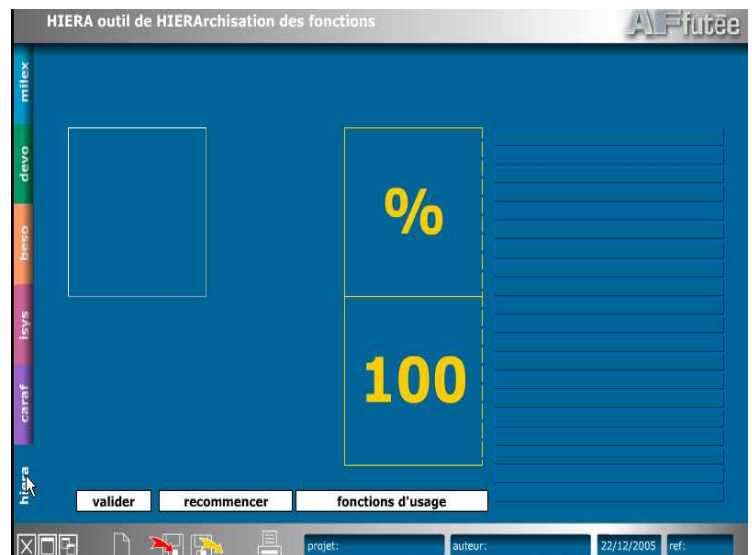 HIERA outil de HIERArchisation des fonctions
AFfutée
milex
devo
beso
isys
caraf
hiera
%
100
valider
recommencer
fonctions d'usage
projet:
auteur:
22/12/2005
ref: